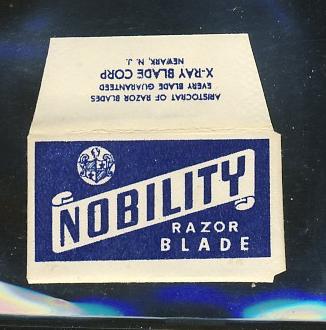 ARISTOCRAT OF RAZOR BLADES
EVERY BLADE GUARANTEED
X-RAY BLADE CORP
NEWARK, N. J.
NOBILITY
RAZOR
BLADE